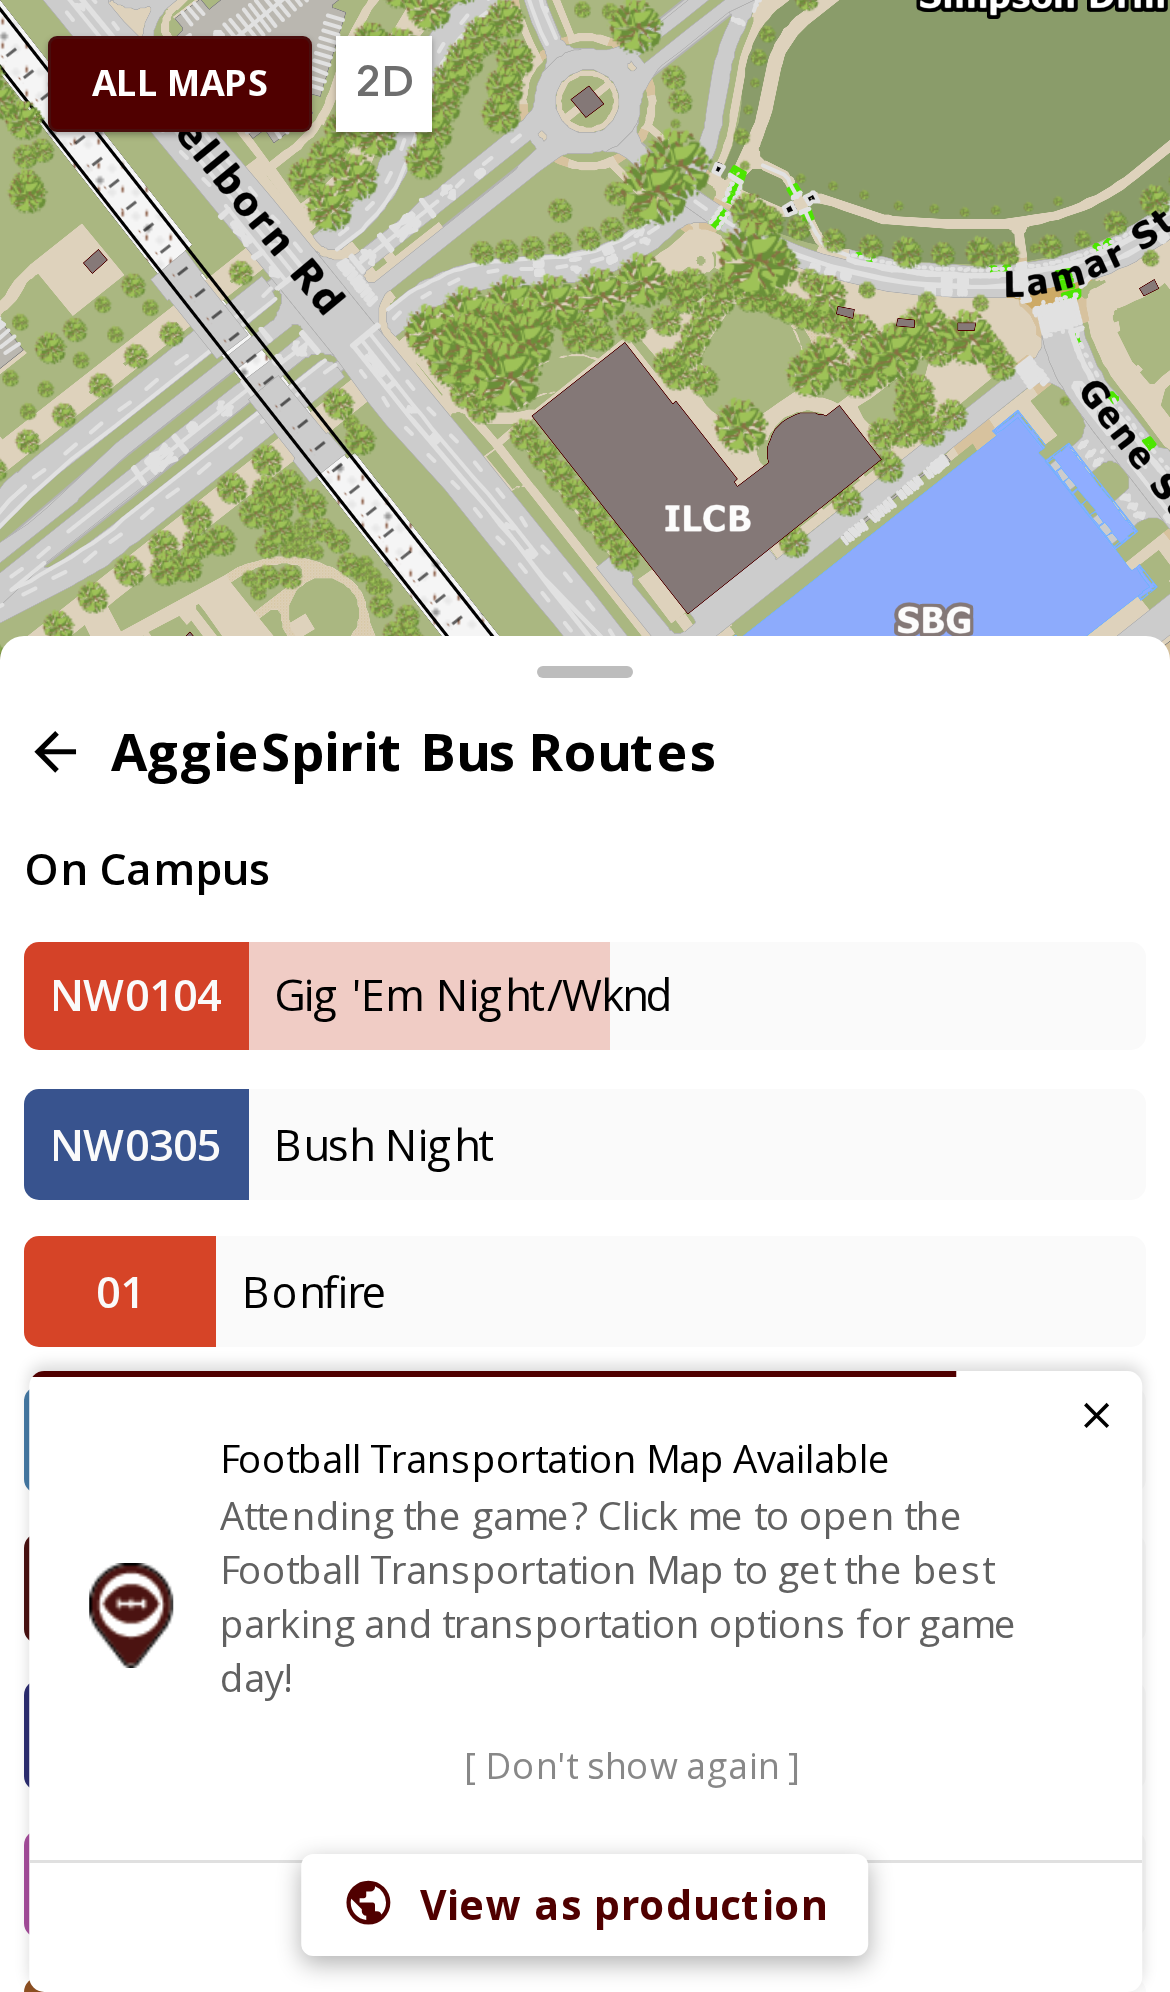 ALL MAPS
2D
ellborn Rd
Lamar St
Gene S
ILCB
SBG
AggieSpirit Bus Routes
On Campus
NW0104 Gig 'Em Night/Wknd
NW0305 Bush Night
01 Bonfire
Football Transportation Map Available
Attending the game? Click me to open the
Football Transportation Map to get the best
parking and transportation options for game
day!
[ Don't show again ]
View as production